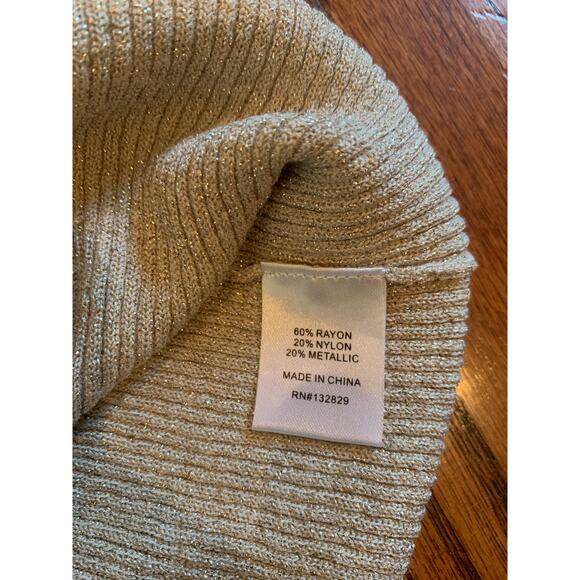 60% RAYON
20% NYLON
20% METALLIC
MADE IN CHINA
RN#132829